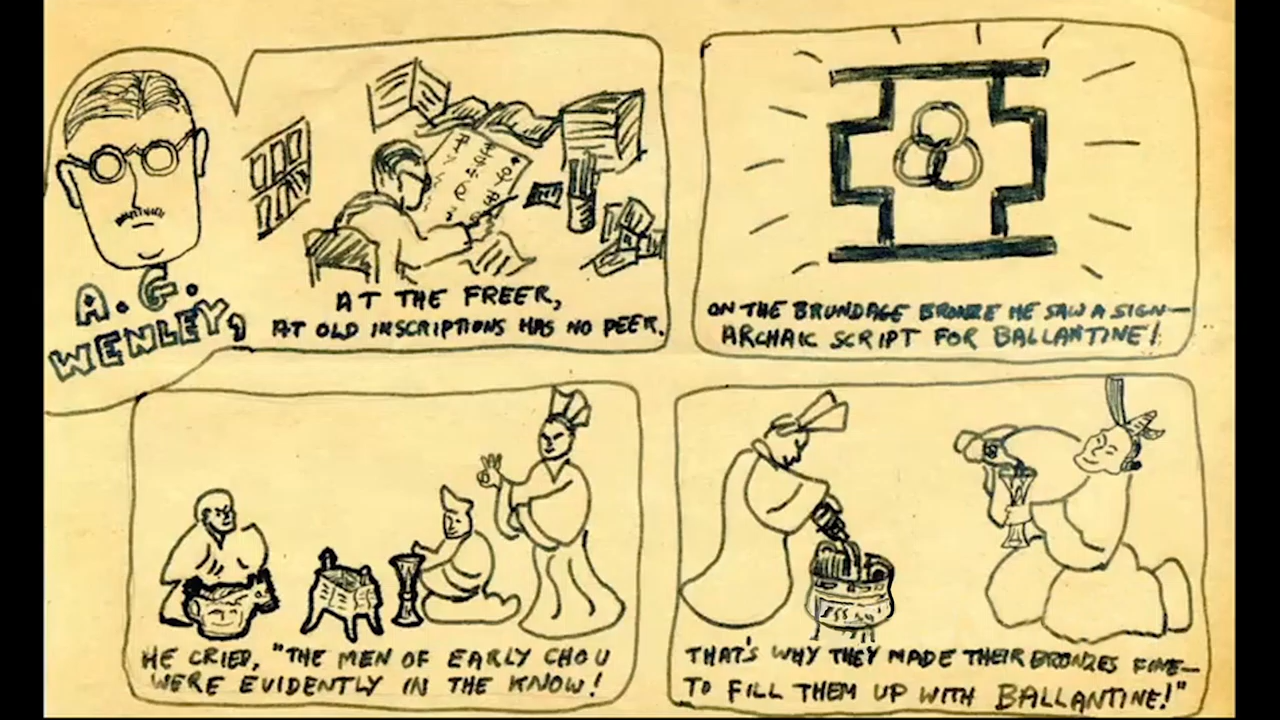 A. G.
WENLEY,
AT THE FREER,
AT OLD INSCRIPTIONS HAS NO PEER.
ON THE BRUNDAGE BRONZE HE SAW A SIGN—
ARCHAIC SCRIPT FOR BALLANTINE!
HE CRIED, "THE MEN OF EARLY CHOU
WERE EVIDENTLY IN THE KNOW!
THAT'S WHY THEY MADE THEIR BRONZES FINE—
TO FILL THEM UP WITH BALLANTINE!"